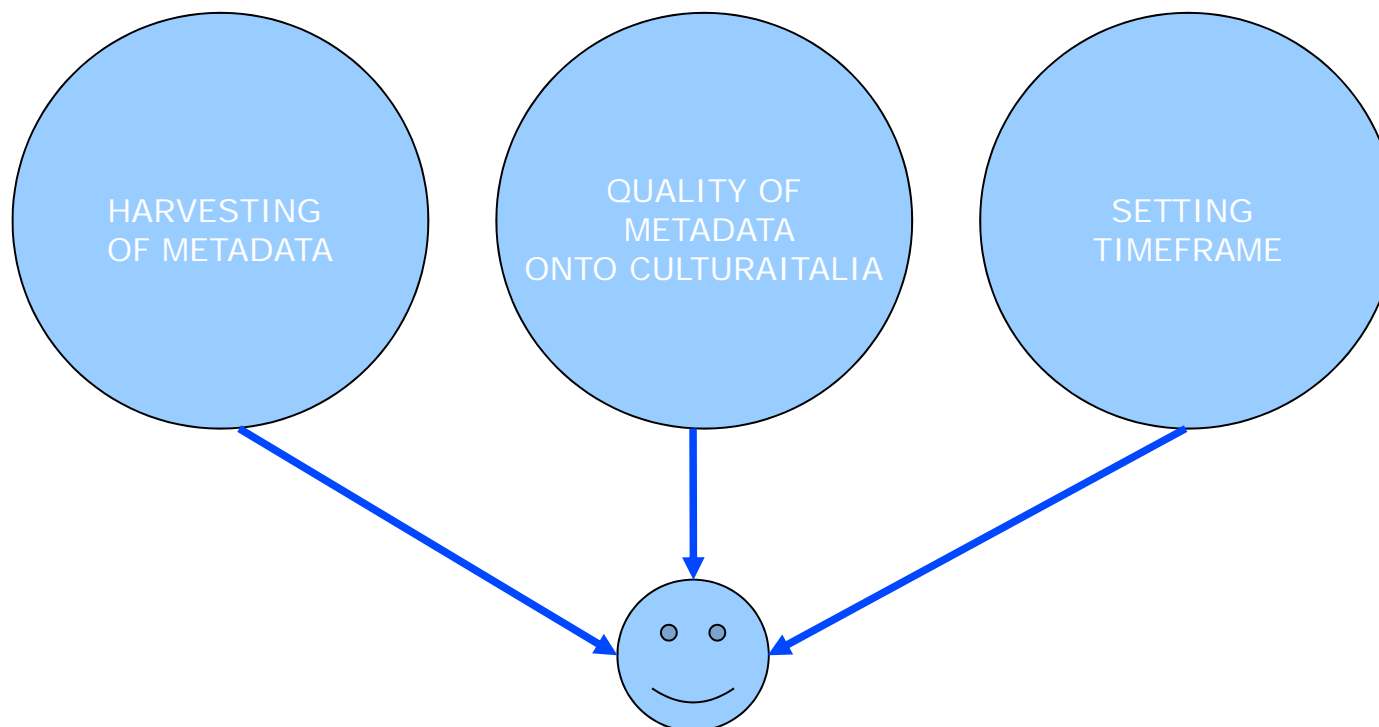 HARVESTING
OF METADATA
QUALITY OF
METADATA
ONTO CULTURAITALIA
SETTING
TIMEFRAME